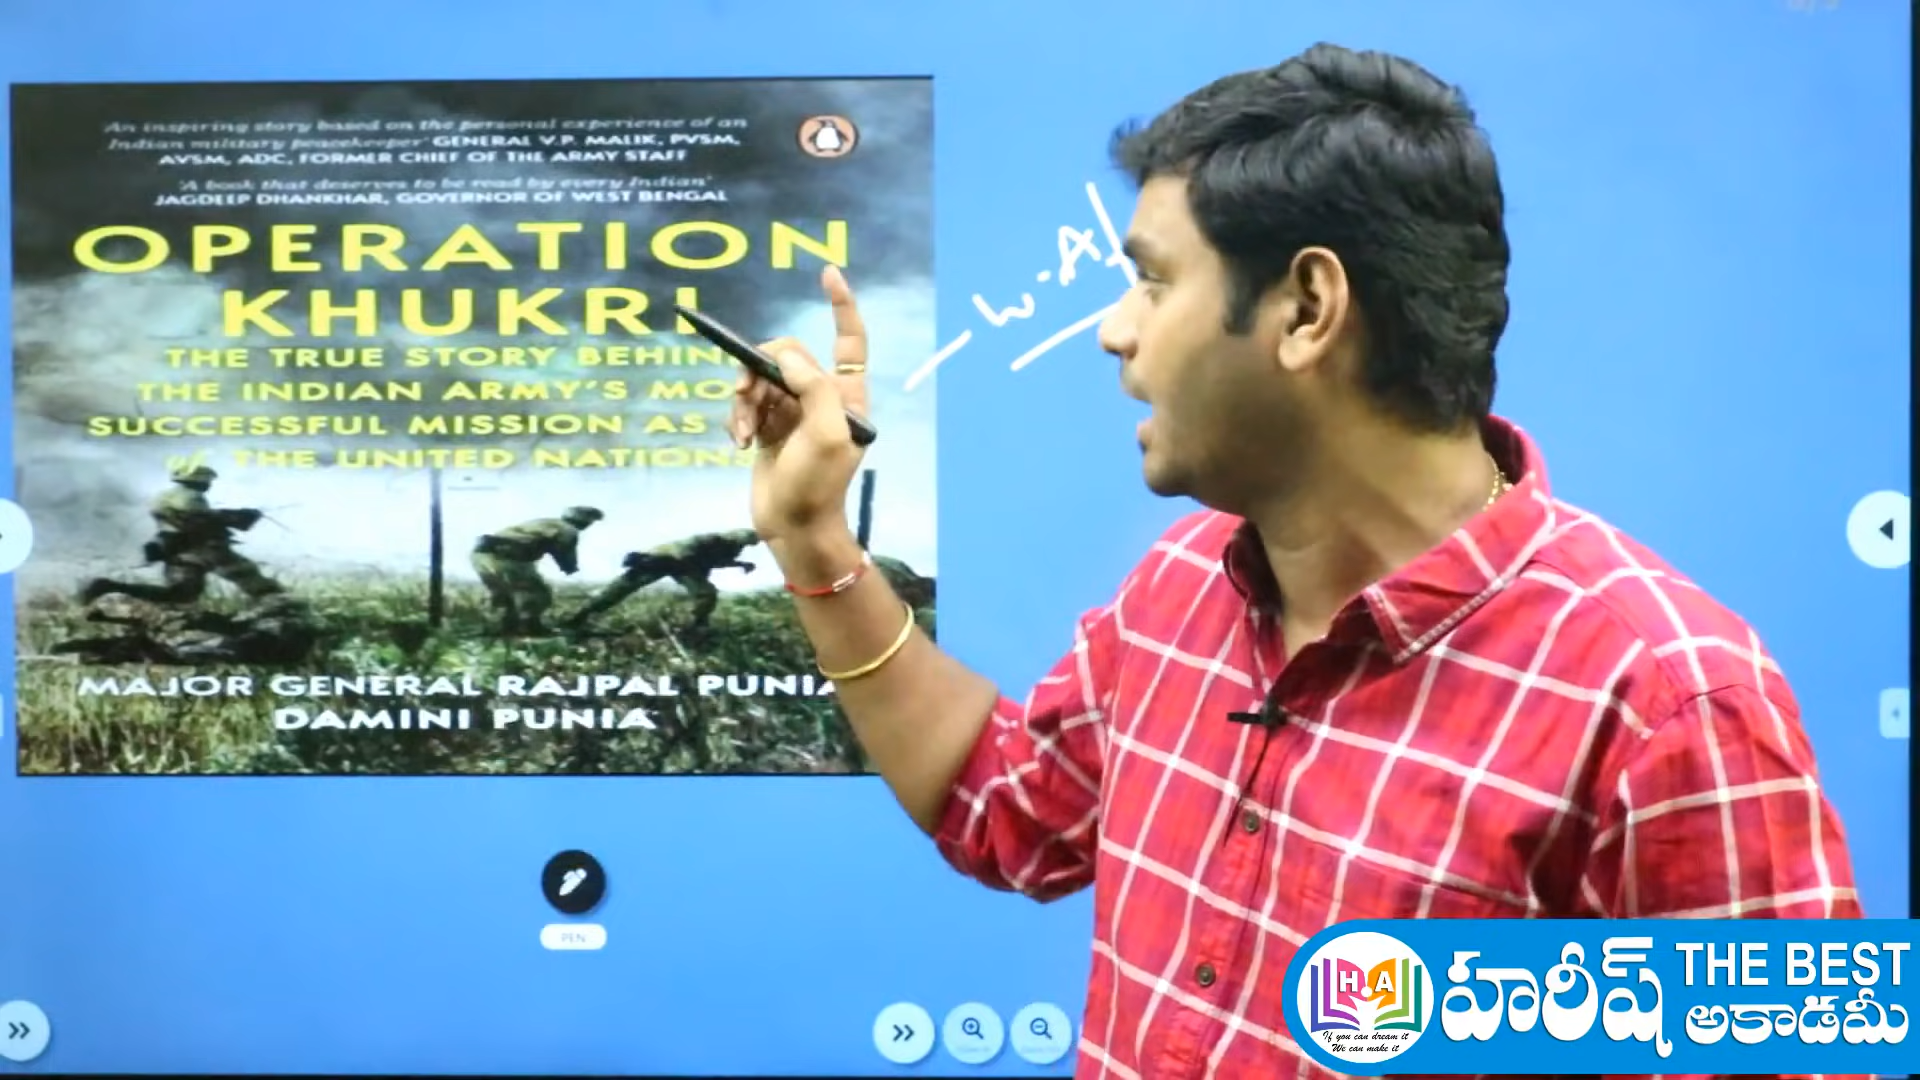 An inspiring story based on the personal experience of an
Indian military peacekeeper' GENERAL V.P. MALIK, PVSM,
AVSM, ADC, FORMER CHIEF OF THE ARMY STAFF
'A book that deserves to be read by every Indian'
JAGDEEP DHANKHAR, GOVERNOR OF WEST BENGAL
OPERATION
KHUKRI
THE TRUE STORY BEHIN
THE INDIAN ARMY'S MO
SUCCESSFUL MISSION AS
of THE UNITED NATIONS
MAJOR GENERAL RAJPAL PUNIA
DAMINI PUNIA
W.Af
PEN
H.A
If you can dream it
We can make it
హరీష్ THE BEST
అకాడమీ